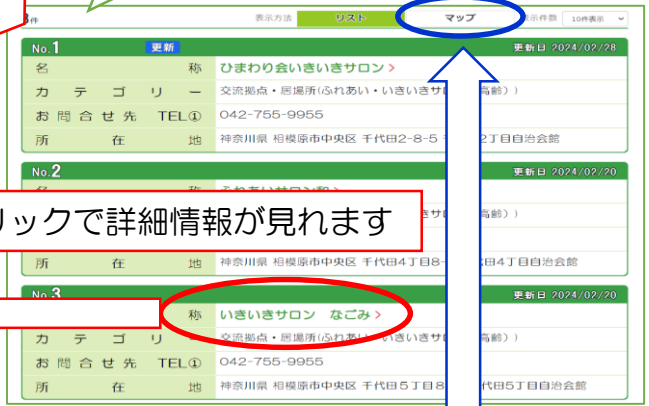 件 表示方法 リスト マップ 表示件数 10件表示
No.1 更新 更新日 2024/02/28
名称 ひまわり会いきいきサロン >
カテゴリー 交流拠点・居場所(ふれあい・いきいきサ 高齢))
お問合せ先 TEL① 042-755-9955
所在地 神奈川県 相模原市中央区 千代田2-8-5 2丁目自治会館
No.2 更新日 2024/02/20
リックで詳細情報が見れます
所在地 神奈川県 相模原市中央区 千代田4丁目8- 田4丁目自治会館
No.3 更新日 2024/02/20
称 いきいきサロン なごみ >
カテゴリー 交流拠点・居場所(ふれあい・いきいきサ 高齢))
お問合せ先 TEL① 042-755-9955
所在地 神奈川県 相模原市中央区 千代田5丁目8 代田5丁目自治会館